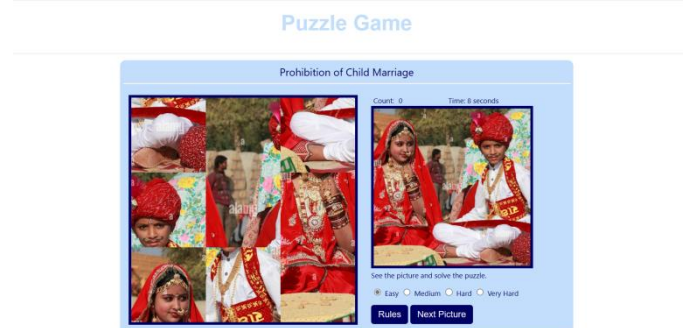 Puzzle Game
Prohibition of Child Marriage
Count: 0 Time: 8 seconds
See the picture and solve the puzzle.
Easy Medium Hard Very Hard
Rules Next Picture